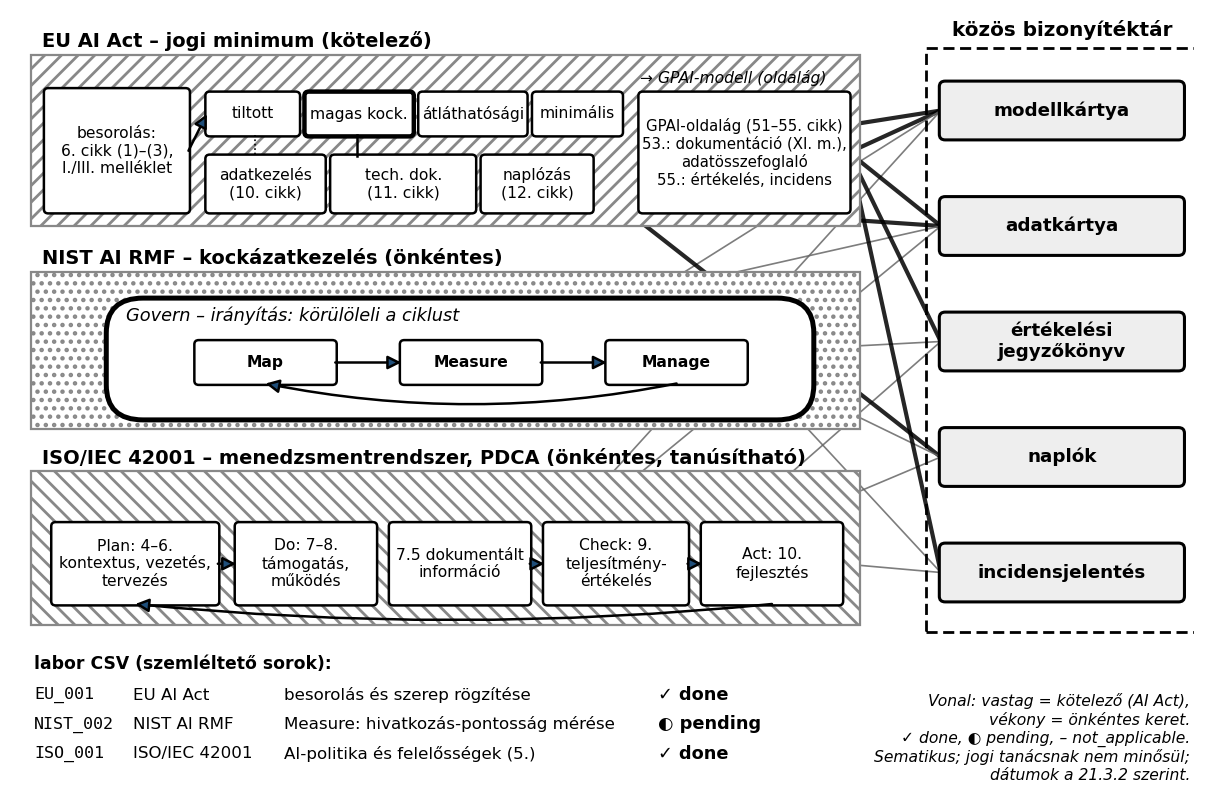 EU AI Act – jogi minimum (kötelező)
közös bizonyítéktár
→ GPAI-modell (oldalág)
besorolás:
6. cikk (1)–(3),
I./III. melléklet
tiltott
magas kock.
átláthatósági
minimális
adatkezelés
(10. cikk)
tech. dok.
(11. cikk)
naplózás
(12. cikk)
GPAI-oldalág (51–55. cikk)
53.: dokumentáció (XI. m.),
adatösszefoglaló
55.: értékelés, incidens
modellkártya
adatkártya
értékelési
jegyzőkönyv
naplók
incidensjelentés
NIST AI RMF – kockázatkezelés (önkéntes)
Govern – irányítás: körülöleli a ciklust
Map
Measure
Manage
ISO/IEC 42001 – menedzsmentrendszer, PDCA (önkéntes, tanúsítható)
Plan: 4–6.
kontextus, vezetés,
tervezés
Do: 7–8.
támogatás,
működés
7.5 dokumentált
információ
Check: 9.
teljesítmény-
értékelés
Act: 10.
fejlesztés
labor CSV (szemléltető sorok):
EU_001 EU AI Act besorolás és szerep rögzítése ✓ done
NIST_002 NIST AI RMF Measure: hivatkozás-pontosság mérése ◐ pending
ISO_001 ISO/IEC 42001 AI-politika és felelősségek (5.) ✓ done
Vonal: vastag = kötelező (AI Act),
vékony = önkéntes keret.
✓ done, ◐ pending, – not_applicable.
Sematikus; jogi tanácsnak nem minősül;
dátumok a 21.3.2 szerint.